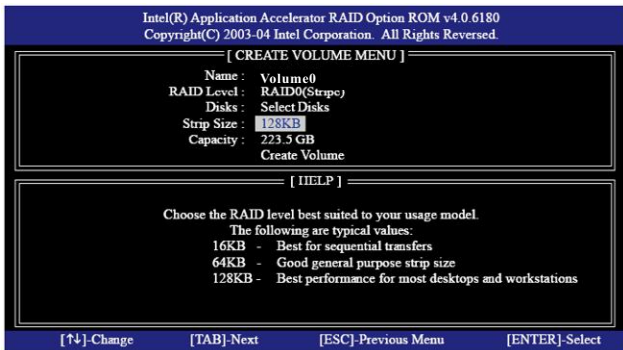 Intel(R) Application Accelerator RAID Option ROM v4.0.6180
Copyright(C) 2003-04 Intel Corporation. All Rights Reversed.
[ CREATE VOLUME MENU ]
Name : Volume0
RAID Level : RAID0(Stripe)
Disks : Select Disks
Strip Size : 128KB
Capacity : 223.5 GB
Create Volume
[ HELP ]
Choose the RAID level best suited to your usage model.
The following are typical values:
16KB - Best for sequential transfers
64KB - Good general purpose strip size
128KB - Best performance for most desktops and workstations
[↑↓]-Change [TAB]-Next [ESC]-Previous Menu [ENTER]-Select